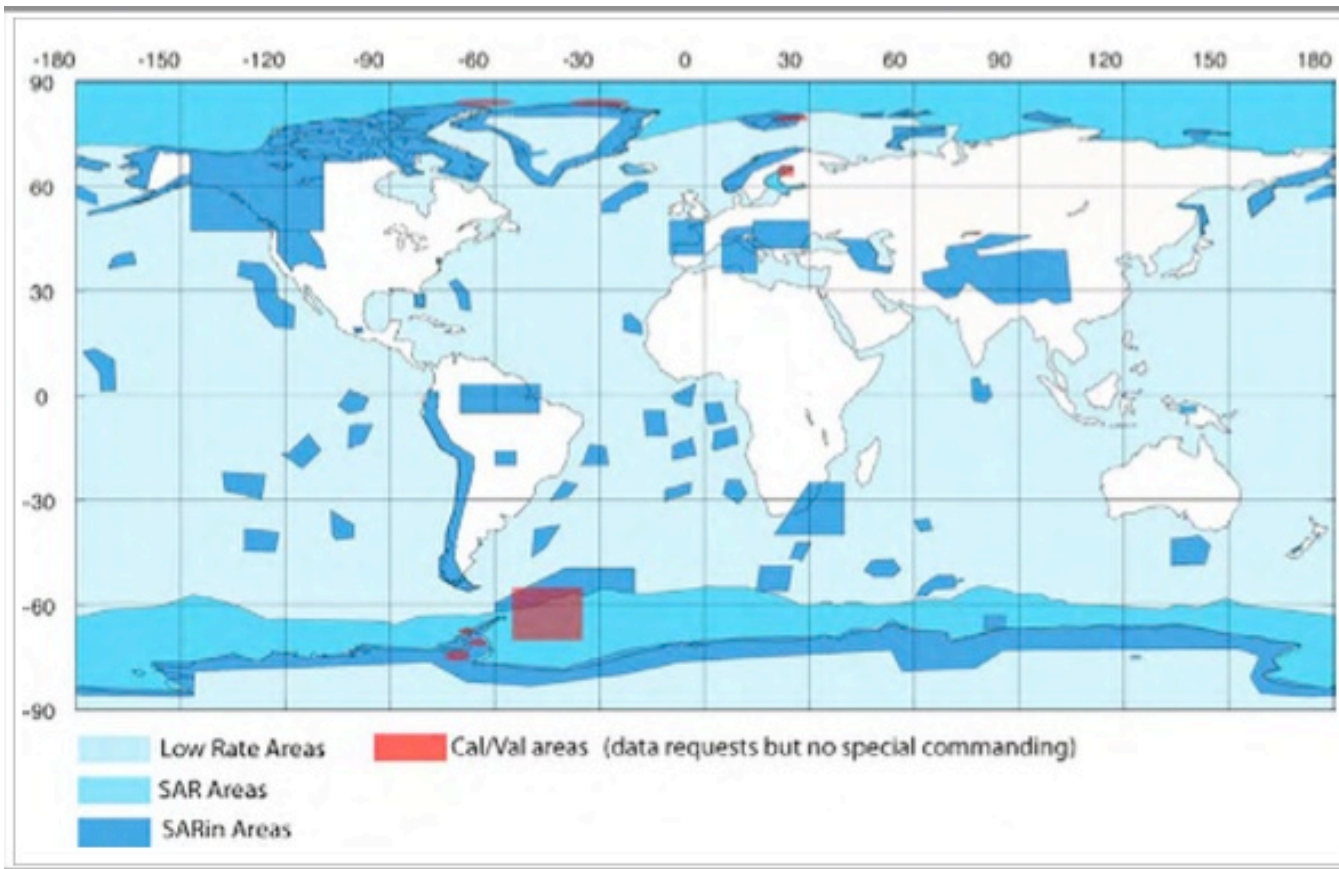 -180 -150 -120 -90 -60 -30 0 30 60 90 120 150 180
90
60
30
0
-30
-60
-90
Low Rate Areas
Cal/Val areas (data requests but no special commanding)
SAR Areas
SARin Areas